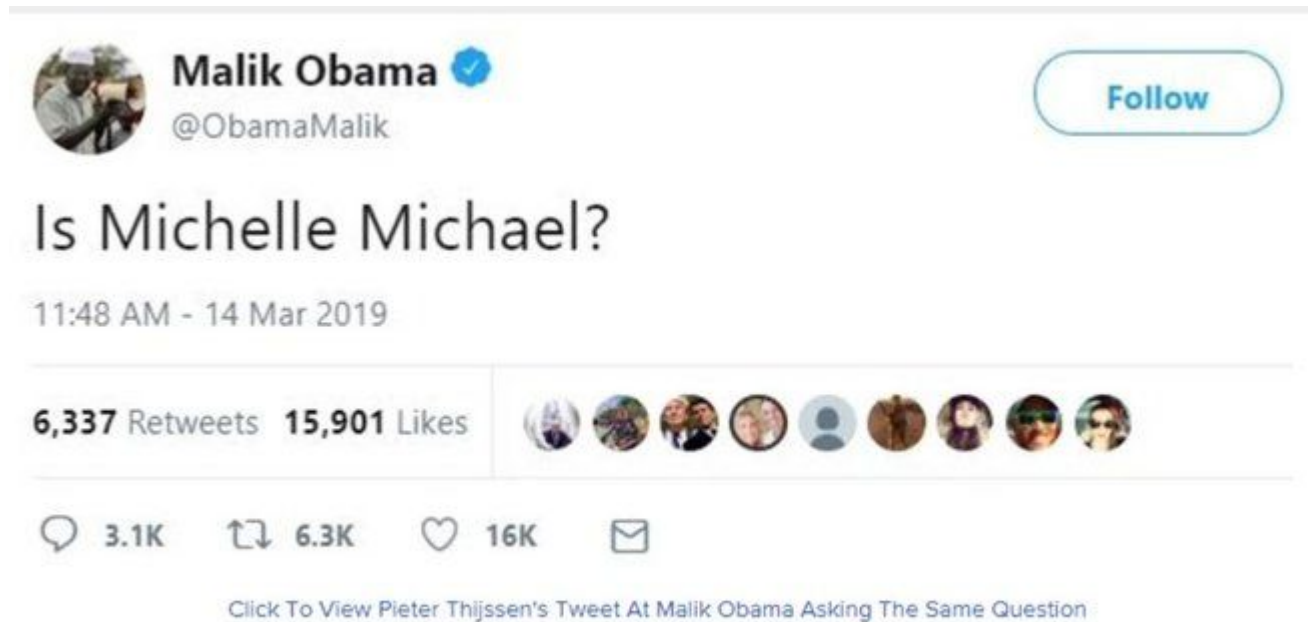 Malik Obama
@ObamaMalik
Follow
Is Michelle Michael?
11:48 AM - 14 Mar 2019
6,337 Retweets 15,901 Likes
3.1K 6.3K 16K
Click To View Pieter Thijssen's Tweet At Malik Obama Asking The Same Question